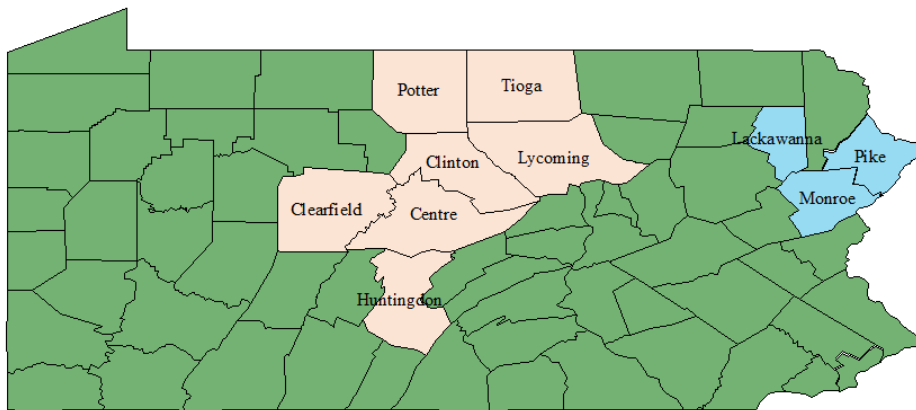 Potter
Tioga
Lackawanna
Clinton
Lycoming
Pike
Monroe
Clearfield
Centre
Huntingdon